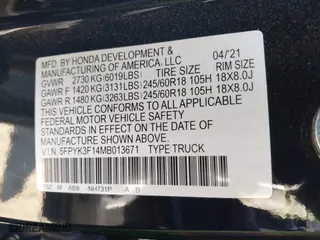 MFD. BY HONDA DEVELOPMENT & 04/'21
MANUFACTURING OF AMERICA, LLC
GVWR 2730 KG(6019LBS) TIRE SIZE RIM SIZE
GAWR F 1420 KG(3131LBS) 245/60R18 105H 18X8.0J
GAWR R 1480 KG(3263LBS) 245/60R18 105H 18X8.0J
THIS VEHICLE CONFORMS TO ALL APPLICABLE
FEDERAL MOTOR VEHICLE SAFETY
STANDARDS IN EFFECT ON THE DATE OF
MANUFACTURE SHOWN ABOVE.
V.I.N. 5FPYK3F14MB013671 TYPE:TRUCK
NH731P A B